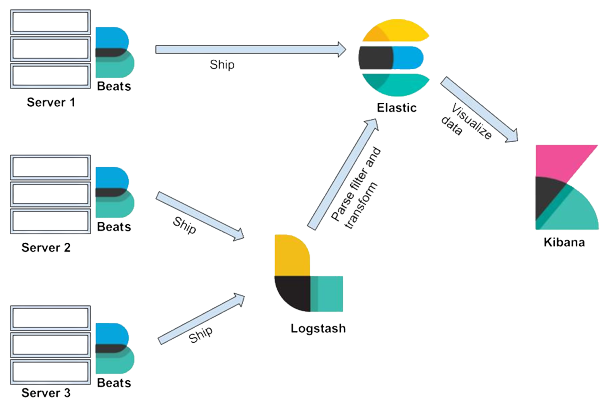 Ship
Beats
Server 1
Elastic
Visualize
data
Parse filter and
transform
Ship
Beats
Server 2
Kibana
Logstash
Ship
Beats
Server 3